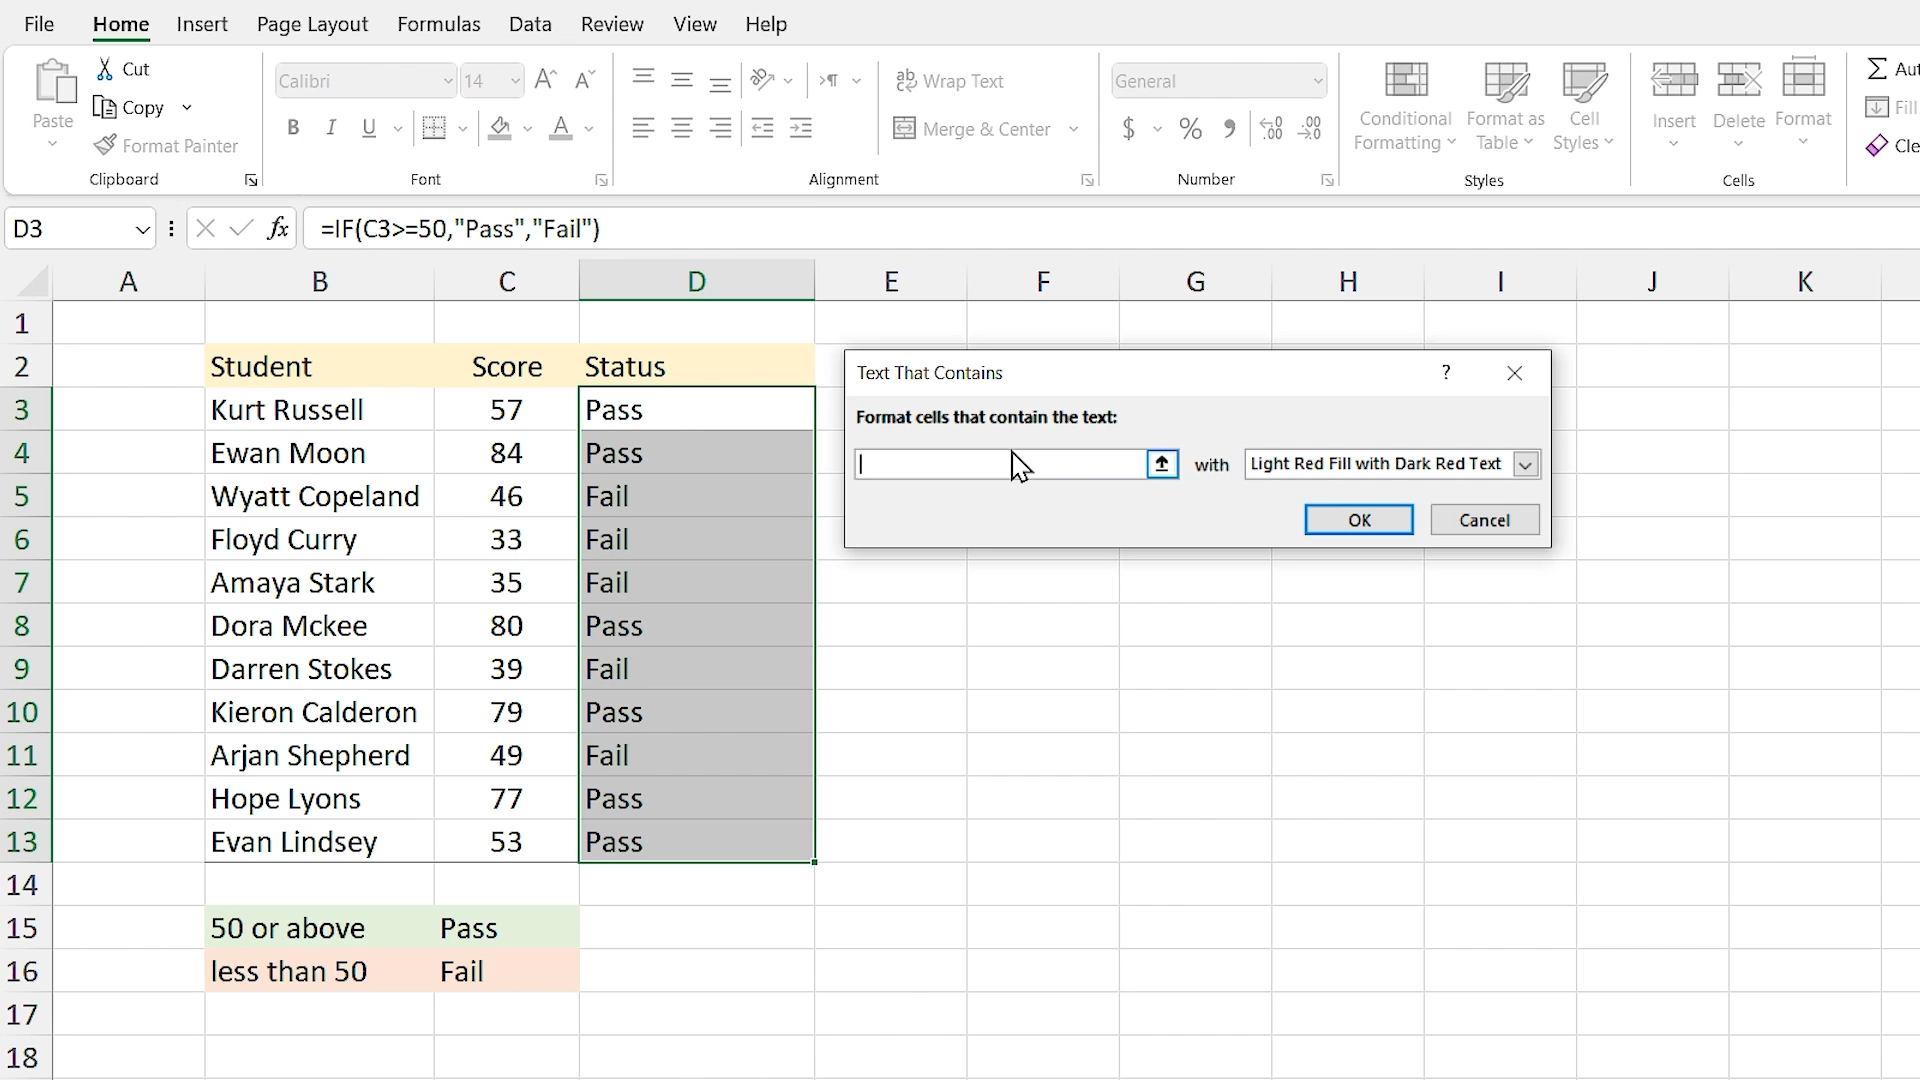 File Home Insert Page Layout Formulas Data Review View Help
Paste Cut Copy Format Painter Clipboard
Calibri 14 B I U Font
ab Wrap Text Merge & Center Alignment
General $ % Number
Conditional Formatting Format as Table Cell Styles Styles
Insert Delete Format Cells
Σ Aut
Fill
Cle
D3 fx =IF(C3>=50,"Pass","Fail")
A B C D E F G H I J K
1
2 Student Score Status
3 Kurt Russell 57 Pass
4 Ewan Moon 84 Pass
5 Wyatt Copeland 46 Fail
6 Floyd Curry 33 Fail
7 Amaya Stark 35 Fail
8 Dora Mckee 80 Pass
9 Darren Stokes 39 Fail
10 Kieron Calderon 79 Pass
11 Arjan Shepherd 49 Fail
12 Hope Lyons 77 Pass
13 Evan Lindsey 53 Pass
14
15 50 or above Pass
16 less than 50 Fail
17
18
Text That Contains ?
Format cells that contain the text:
with Light Red Fill with Dark Red Text
OK Cancel